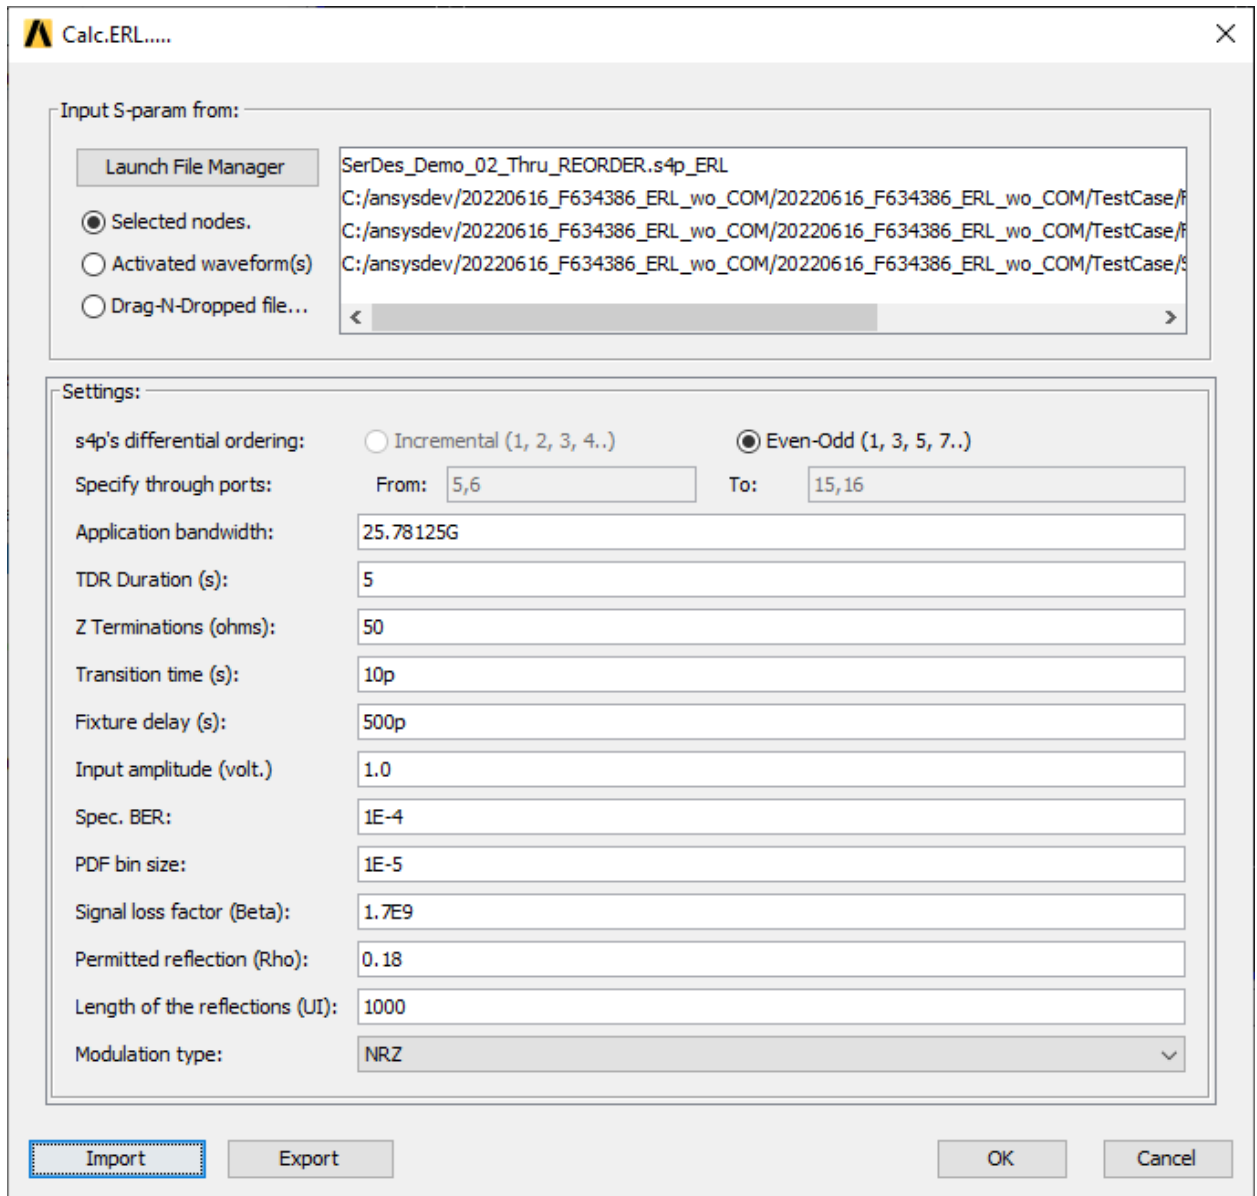 Calc.ERL.....
Input S-param from:
Launch File Manager
SerDes_Demo_02_Thru_REORDER.s4p_ERL
C:/ansysdev/20220616_F634386_ERL_wo_COM/20220616_F634386_ERL_wo_COM/TestCase/
C:/ansysdev/20220616_F634386_ERL_wo_COM/20220616_F634386_ERL_wo_COM/TestCase/
C:/ansysdev/20220616_F634386_ERL_wo_COM/20220616_F634386_ERL_wo_COM/TestCase/
Selected nodes.
Activated waveform(s)
Drag-N-Dropped file...
Settings:
s4p's differential ordering: Incremental (1, 2, 3, 4..) Even-Odd (1, 3, 5, 7..)
Specify through ports: From: 5,6 To: 15,16
Application bandwidth: 25.78125G
TDR Duration (s): 5
Z Terminations (ohms): 50
Transition time (s): 10p
Fixture delay (s): 500p
Input amplitude (volt.) 1.0
Spec. BER: 1E-4
PDF bin size: 1E-5
Signal loss factor (Beta): 1.7E9
Permitted reflection (Rho): 0.18
Length of the reflections (UI): 1000
Modulation type: NRZ
Import Export OK Cancel